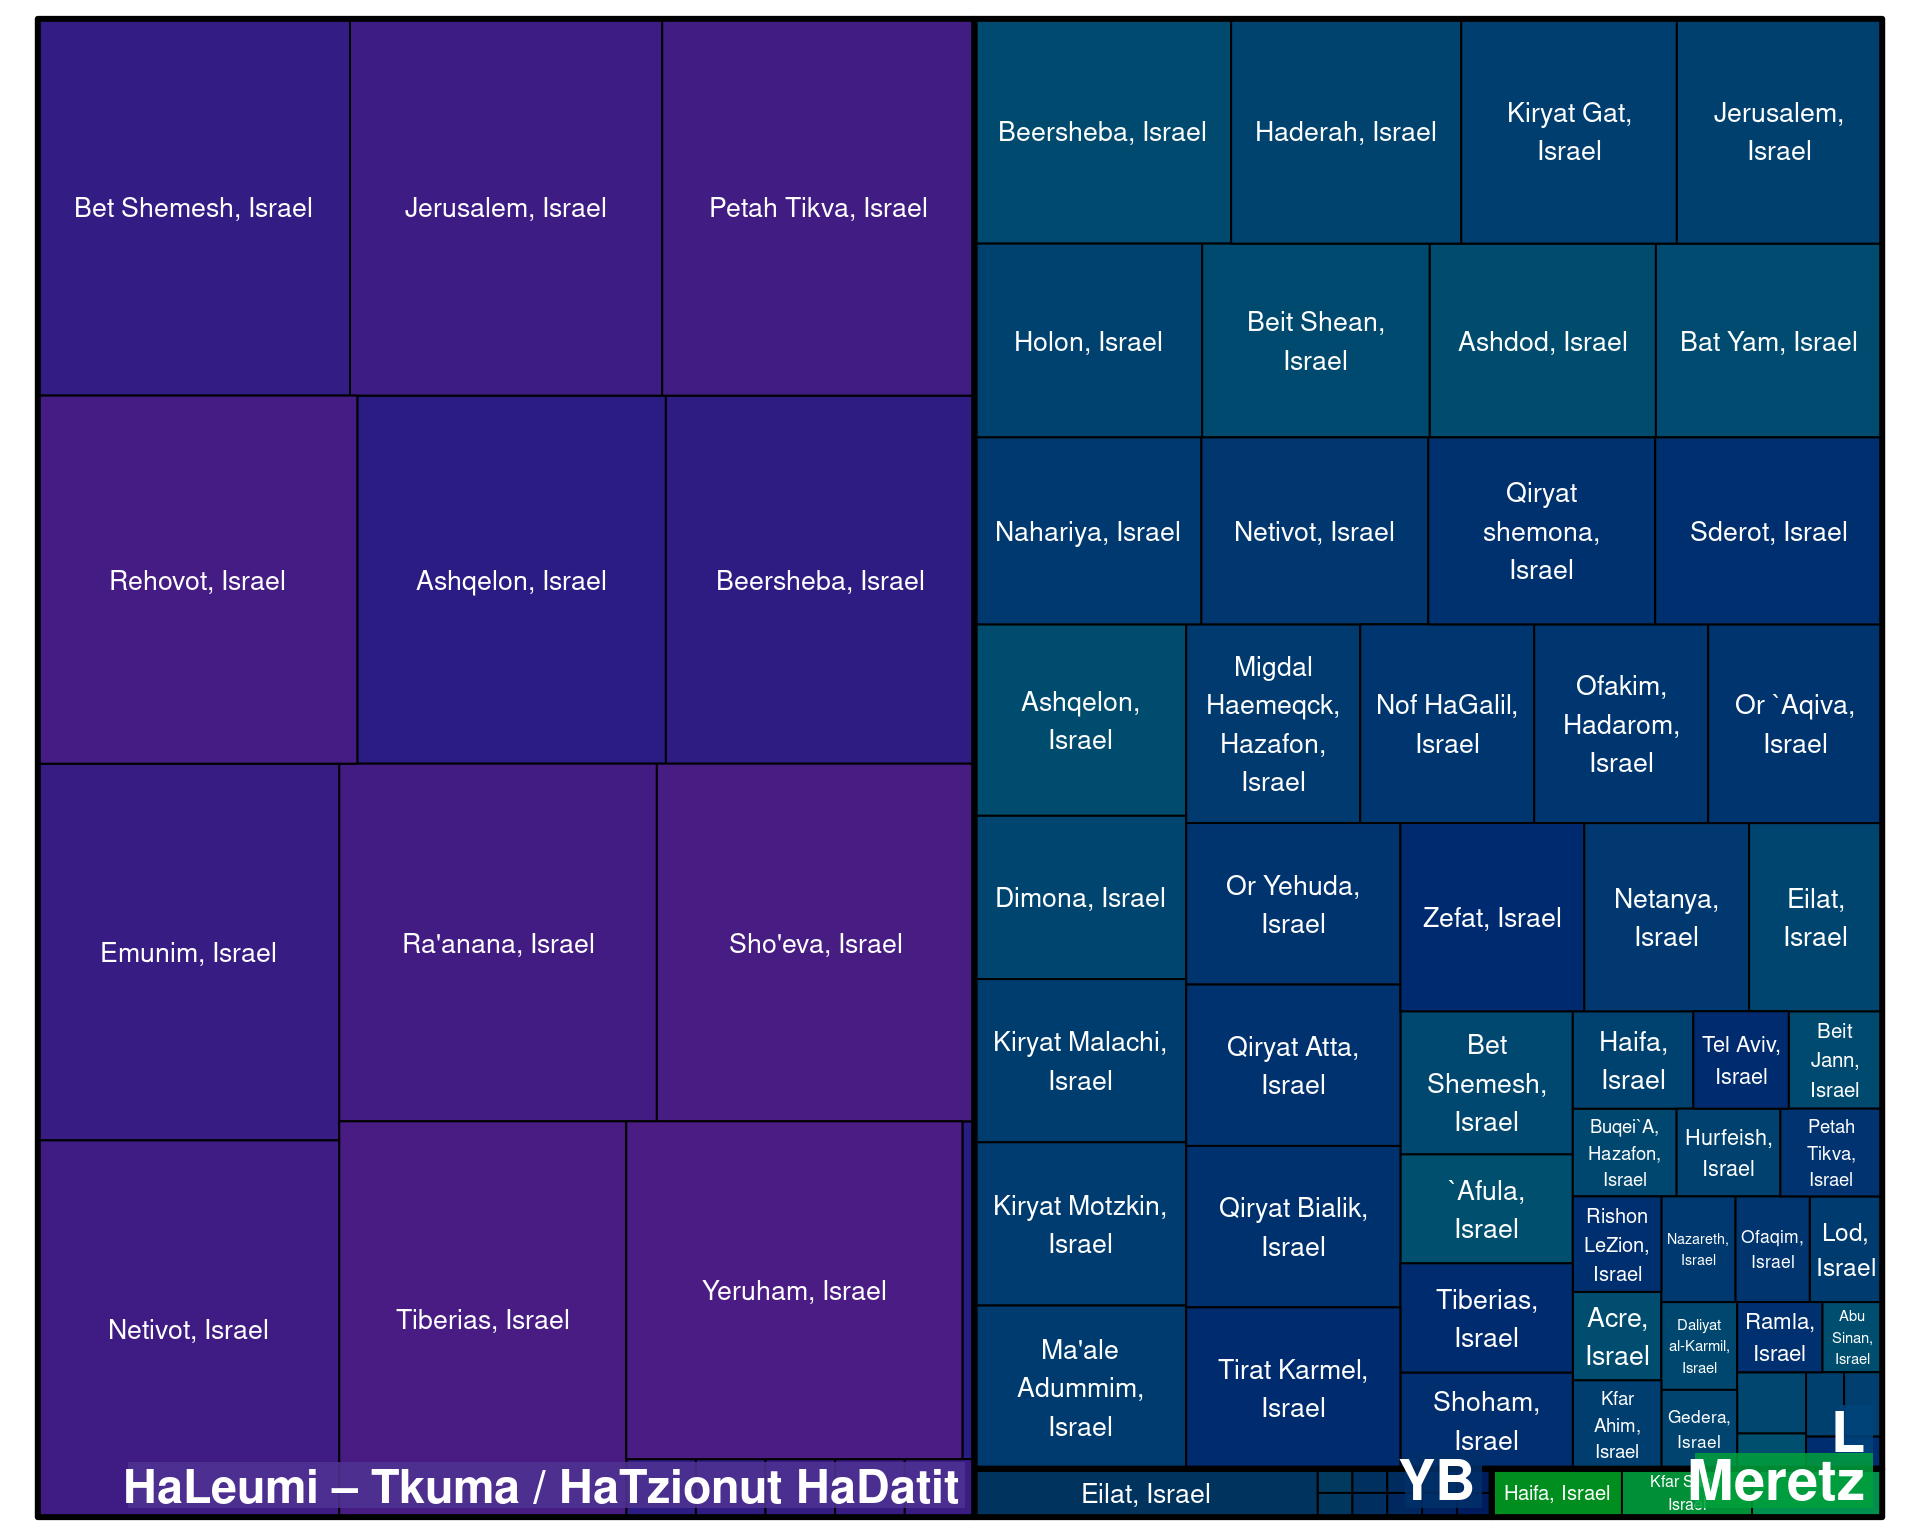 Bet Shemesh, Israel
Jerusalem, Israel
Petah Tikva, Israel
Rehovot, Israel
Ashqelon, Israel
Beersheba, Israel
Emunim, Israel
Ra'anana, Israel
Sho'eva, Israel
Netivot, Israel
Tiberias, Israel
Yeruham, Israel
HaLeumi – Tkuma / HaTzionut HaDatit
Beersheba, Israel
Haderah, Israel
Kiryat Gat,
Israel
Jerusalem,
Israel
Holon, Israel
Beit Shean,
Israel
Ashdod, Israel
Bat Yam, Israel
Nahariya, Israel
Netivot, Israel
Qiryat
shemona,
Israel
Sderot, Israel
Ashqelon,
Israel
Migdal
Haemeqck,
Hazafon,
Israel
Nof HaGalil,
Israel
Ofakim,
Hadarom,
Israel
Or `Aqiva,
Israel
Dimona, Israel
Kiryat Malachi,
Israel
Kiryat Motzkin,
Israel
Ma'ale
Adummim,
Israel
Or Yehuda,
Israel
Qiryat Atta,
Israel
Qiryat Bialik,
Israel
Tirat Karmel,
Israel
Zefat, Israel
Netanya,
Israel
Eilat,
Israel
Bet
Shemesh,
Israel
`Afula,
Israel
Tiberias,
Israel
Shoham,
Israel
Haifa,
Israel
Tel Aviv,
Israel
Beit
Jann,
Israel
Buqei`A,
Hazafon,
Israel
Hurfeish,
Israel
Petah
Tikva,
Israel
Rishon
LeZion,
Israel
Nazareth,
Israel
Ofaqim,
Israel
Lod,
Israel
Acre,
Israel
Daliyat
al-Karmil,
Israel
Ramla,
Israel
Abu
Sinan,
Israel
Kfar
Ahim,
Israel
Gedera,
Israel
L
Eilat, Israel
YB
Haifa, Israel
Kfar
Israel
Meretz